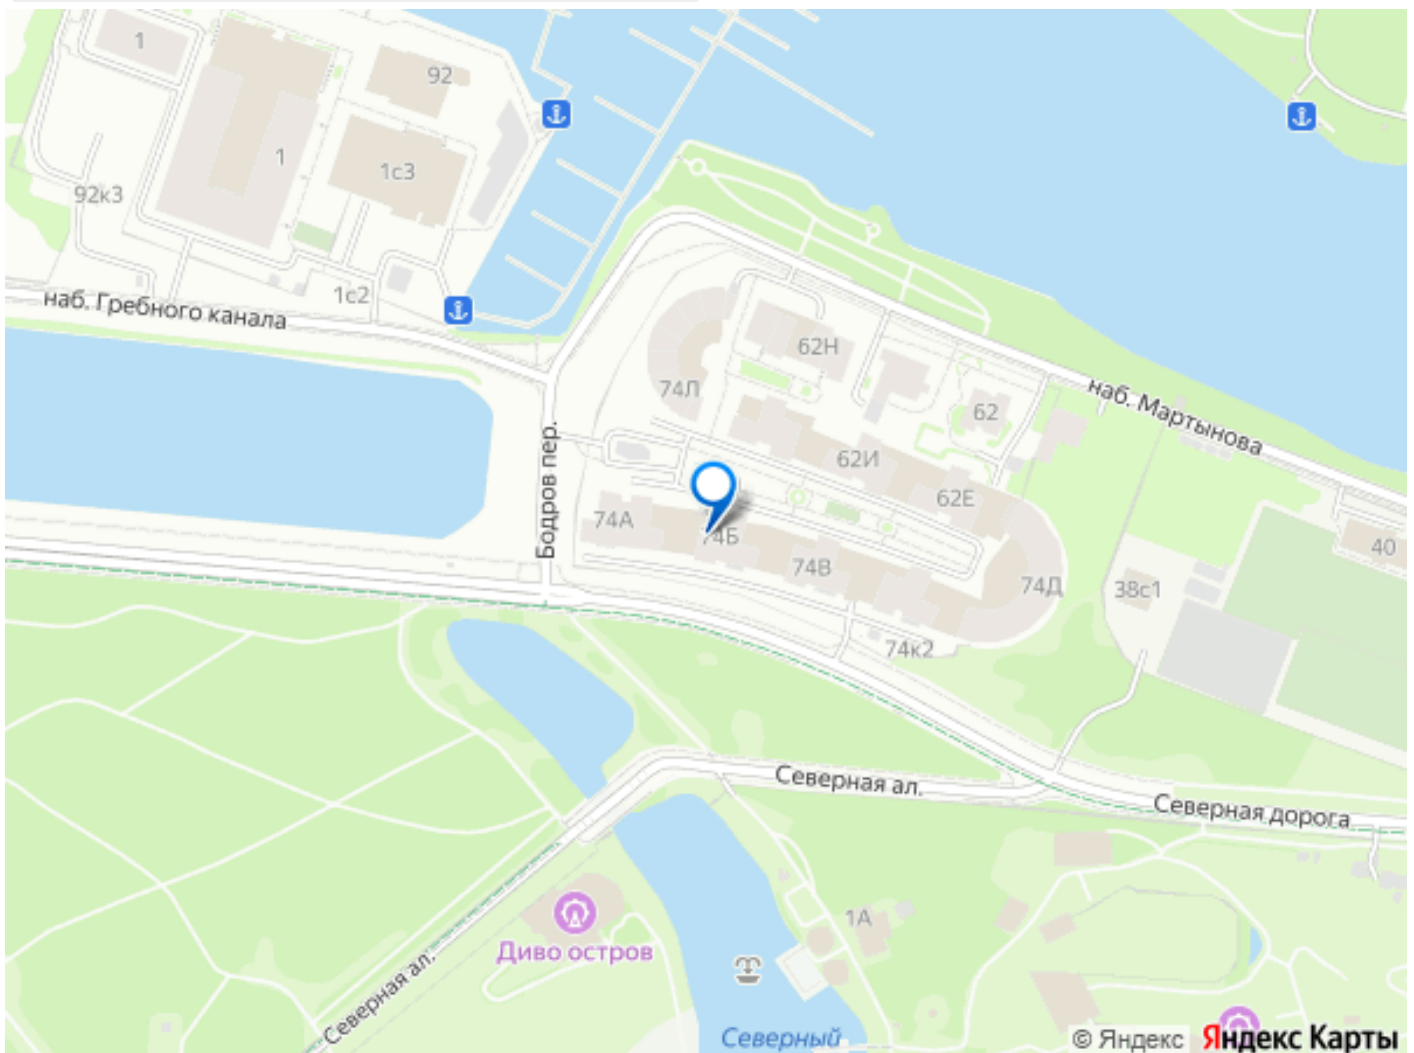 1
92
1
1с3
92к3
1с2
наб. Гребного канала
62Н
74Л
наб. Мартынова
62
Бодров пер.
62И
62Е
74А
74Б
74В
74Д
40
38с1
74к2
Северная ал.
Северная дорога
1А
Диво остров
Северная ал.
Северный
© Яндекс Яндекс Карты